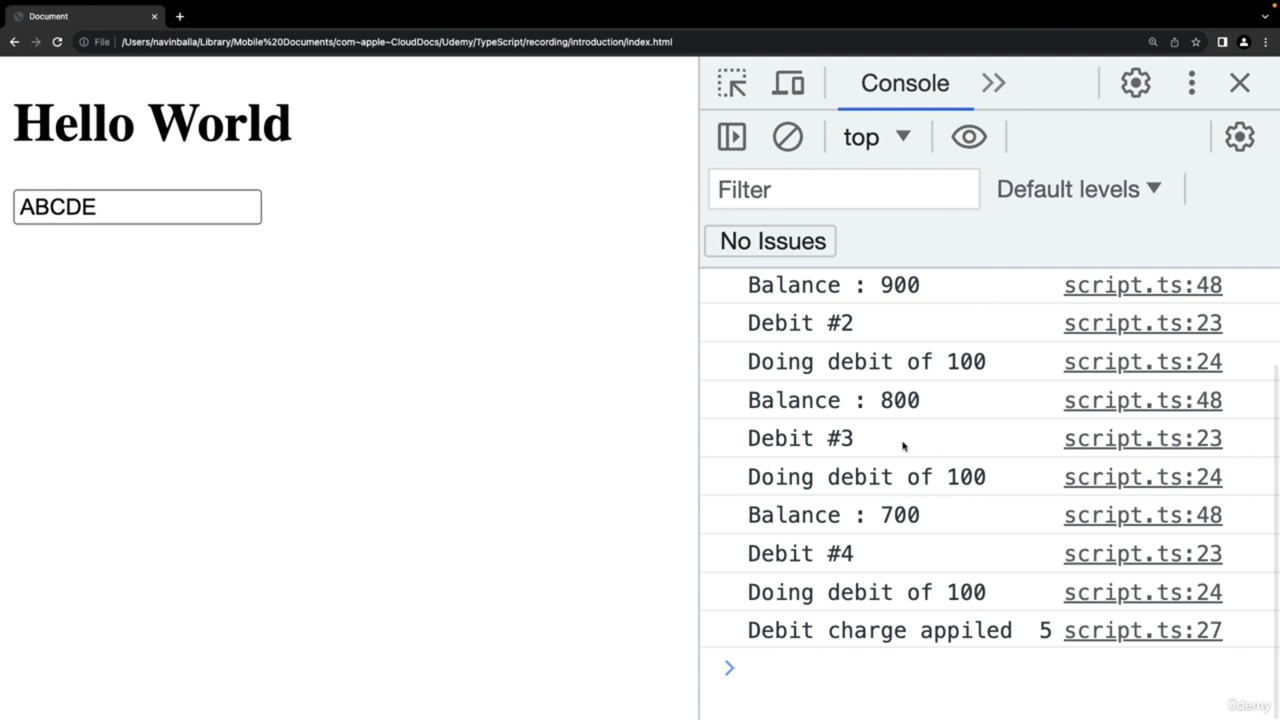 Document
File /Users/navinballa/Library/Mobile%20Documents/com~apple~CloudDocs/Udemy/TypeScript/recording/introduction/index.html
Hello World
ABCDE
Console
top
Filter
Default levels
No Issues
Balance : 900 script.ts:48
Debit #2 script.ts:23
Doing debit of 100 script.ts:24
Balance : 800 script.ts:48
Debit #3 script.ts:23
Doing debit of 100 script.ts:24
Balance : 700 script.ts:48
Debit #4 script.ts:23
Doing debit of 100 script.ts:24
Debit charge appiled 5 script.ts:27
ûdemy